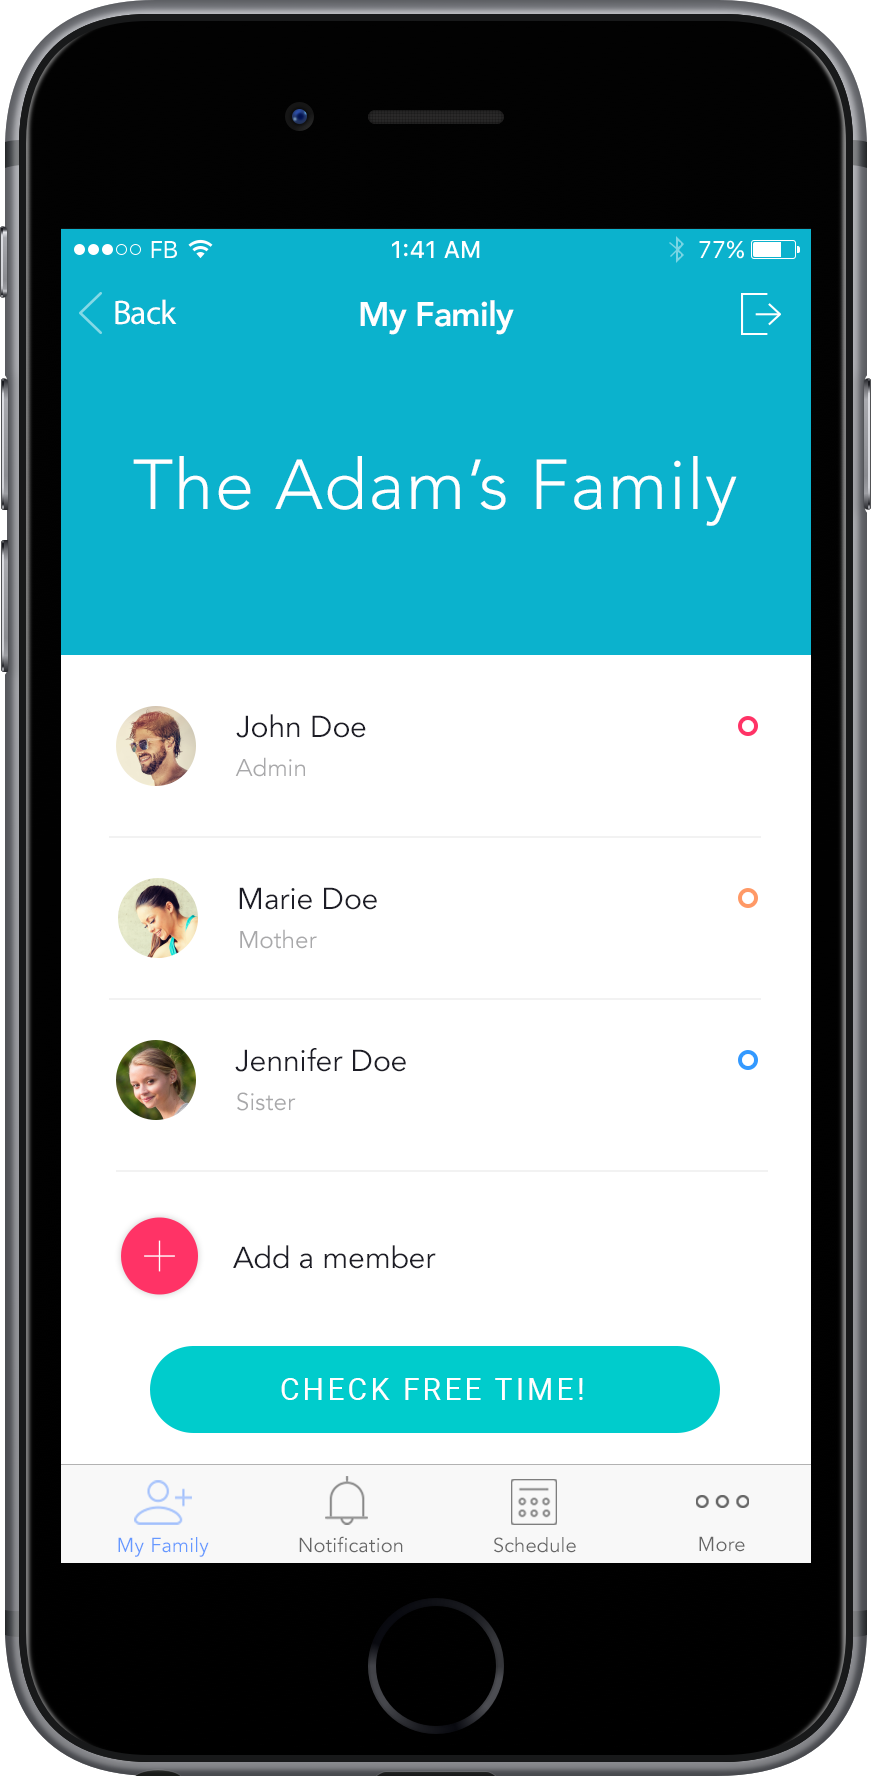 FB 1:41 AM 77%
Back My Family
The Adam’s Family
John Doe
Admin
Marie Doe
Mother
Jennifer Doe
Sister
Add a member
CHECK FREE TIME!
My Family Notification Schedule More